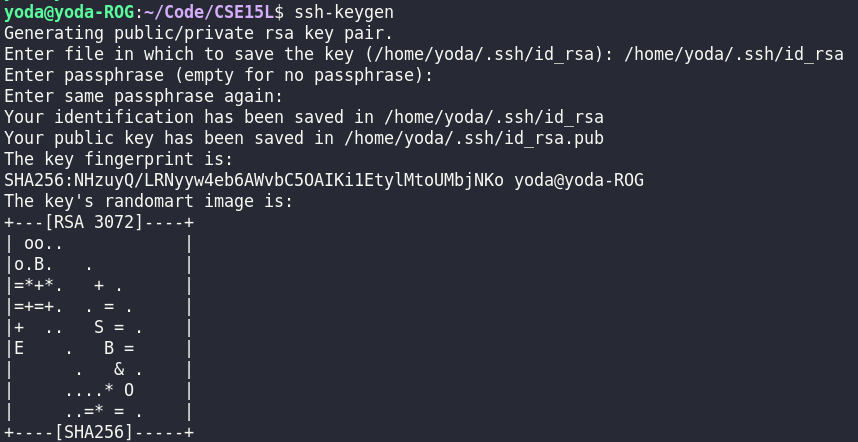 yoda@yoda-ROG:~/Code/CSE15L$ ssh-keygen
Generating public/private rsa key pair.
Enter file in which to save the key (/home/yoda/.ssh/id_rsa): /home/yoda/.ssh/id_rsa
Enter passphrase (empty for no passphrase):
Enter same passphrase again:
Your identification has been saved in /home/yoda/.ssh/id_rsa
Your public key has been saved in /home/yoda/.ssh/id_rsa.pub
The key fingerprint is:
SHA256:NHzuyQ/LRNyyw4eb6AWvbC5OAIKi1EtylMtoUMbjNKo yoda@yoda-ROG
The key's randomart image is:
+---[RSA 3072]----+
| oo..            |
|o.B.   .         |
|=*+*.   + .      |
|=+=+.  . = .     |
|+  ..   S = .    |
|E    .   B =     |
|      .   & .    |
|     ....* O     |
|     ..=* = .    |
+----[SHA256]-----+